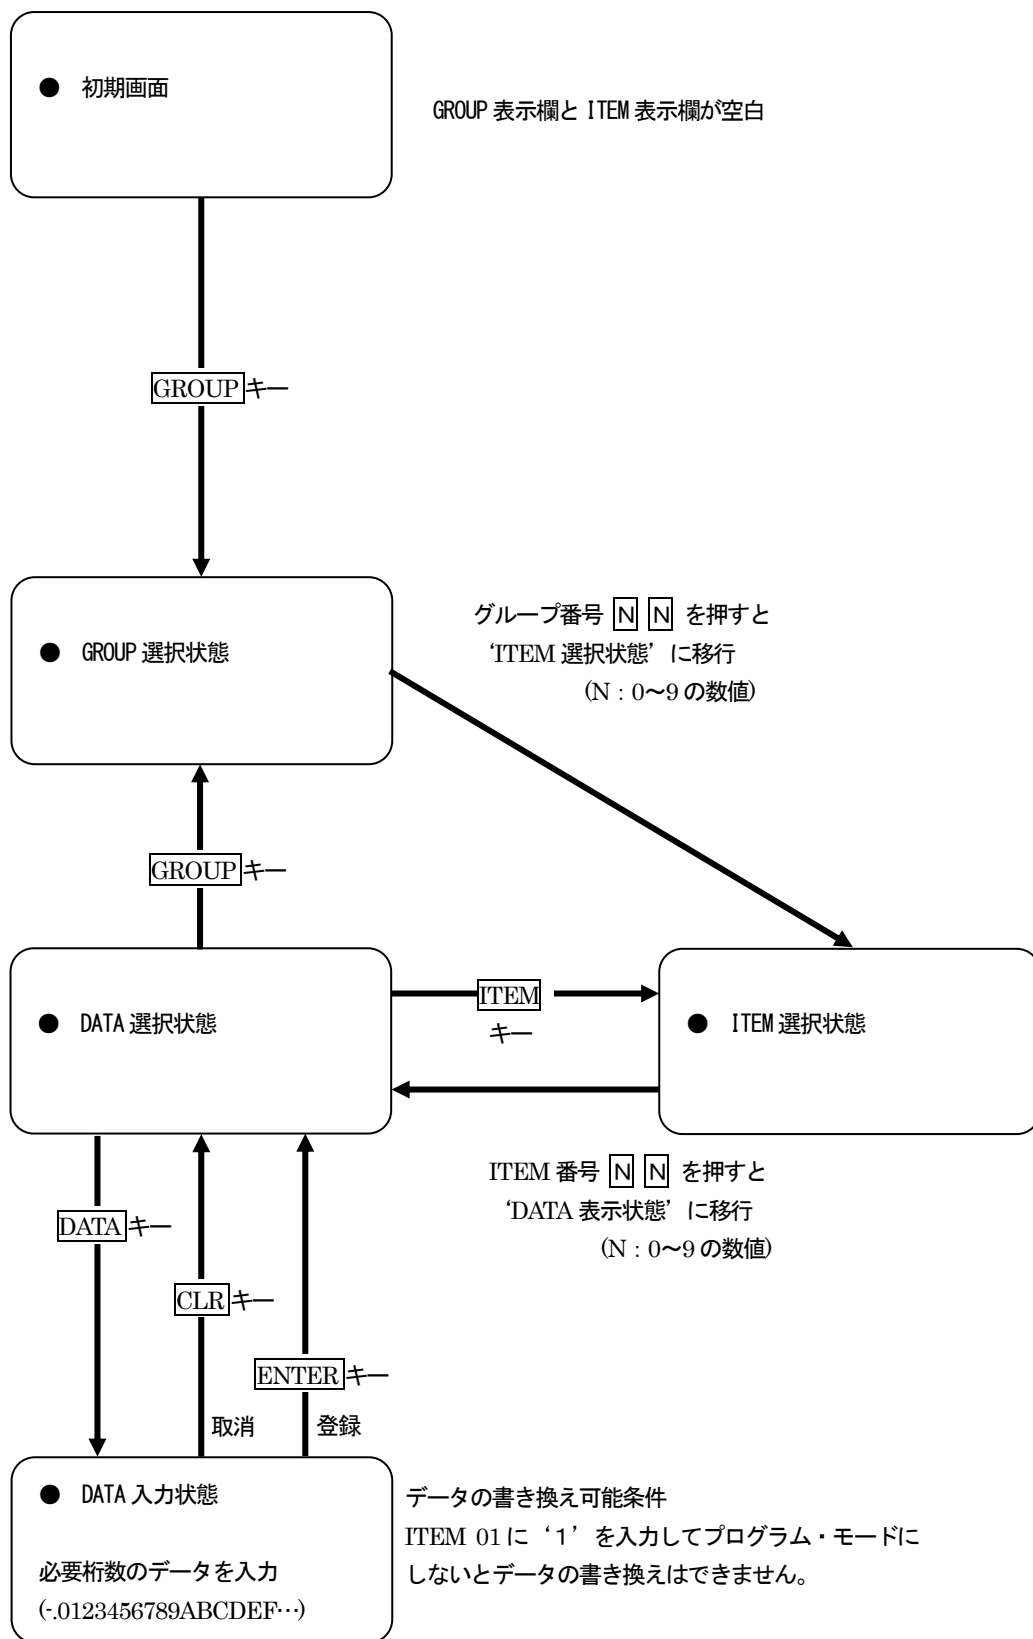 ● 初期画面
GROUP 表示欄と ITEM 表示欄が空白
GROUP キー
グループ番号 N N を押すと
● GROUP 選択状態
‘ITEM 選択状態’に移行
(N : 0～9 の数値)
GROUP キー
ITEM
● DATA 選択状態
キー
● ITEM 選択状態
ITEM 番号 N N を押すと
‘DATA 表示状態’に移行
DATA キー
(N : 0～9 の数値)
CLR キー
ENTER キー
取消
登録
● DATA 入力状態
データの書き換え可能条件
ITEM 01 に ‘1’ を入力してプログラム・モードに
必要桁数のデータを入力
しないとデータの書き換えはできません。
(-.0123456789ABCDEF…)